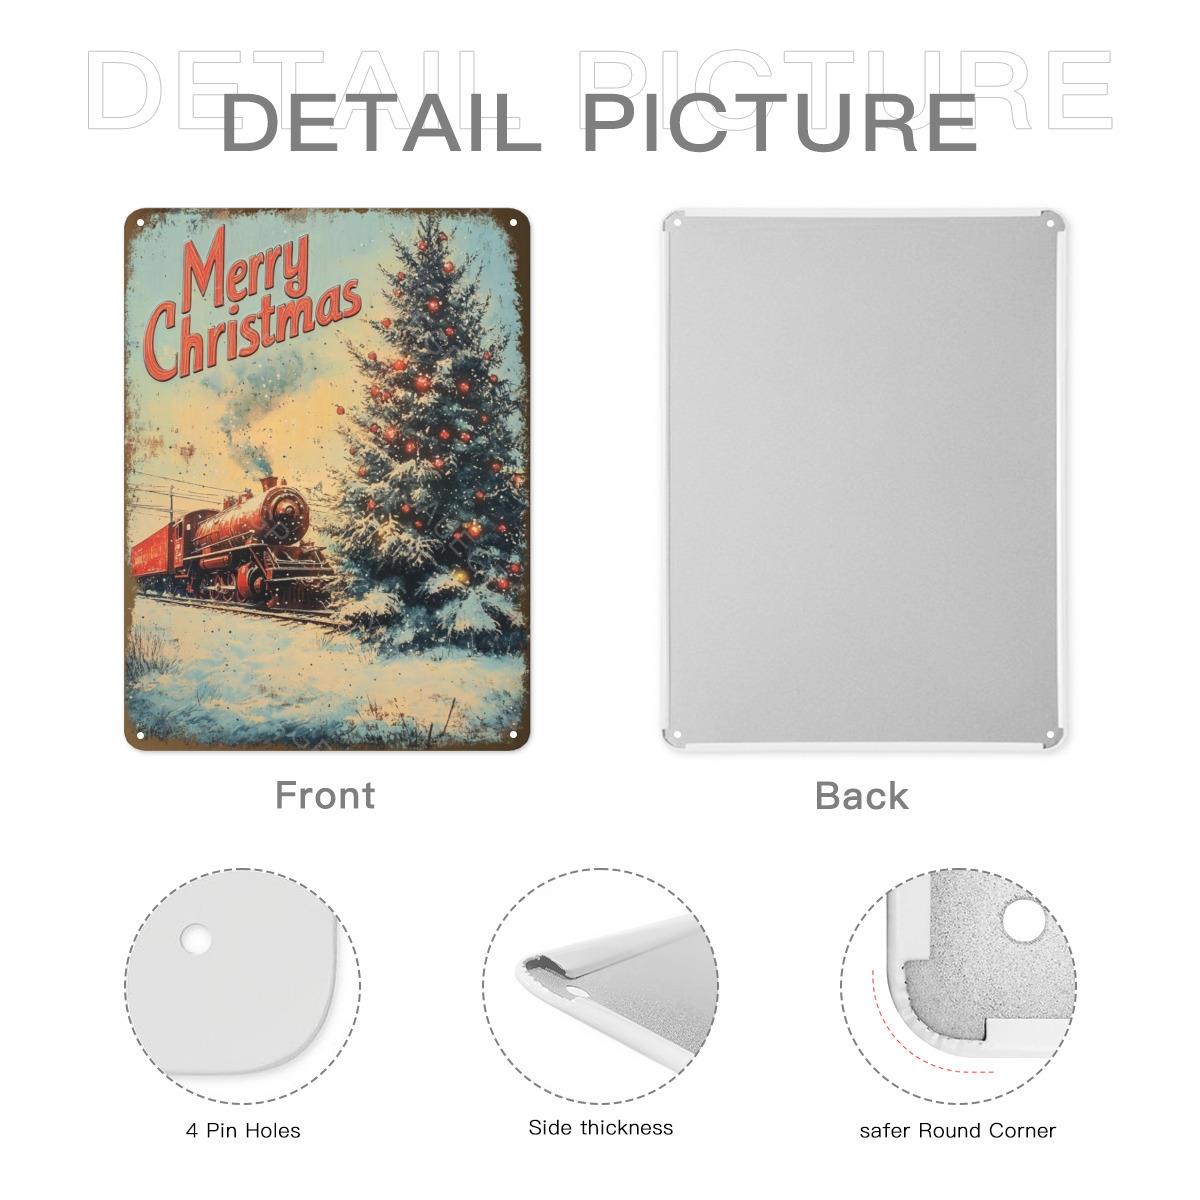 DETAIL PICTURE
DETAIL PICTURE
Merry
Christmas
Front
Back
4 Pin Holes
Side thickness
safer Round Corner